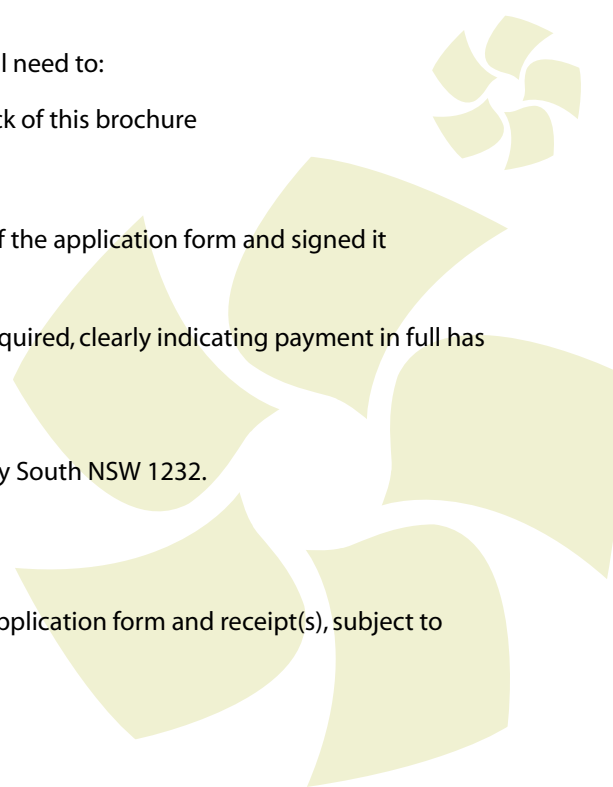 l need to:
ck of this brochure
f the application form and signed it
quired, clearly indicating payment in full has
y South NSW 1232.
pplication form and receipt(s), subject to